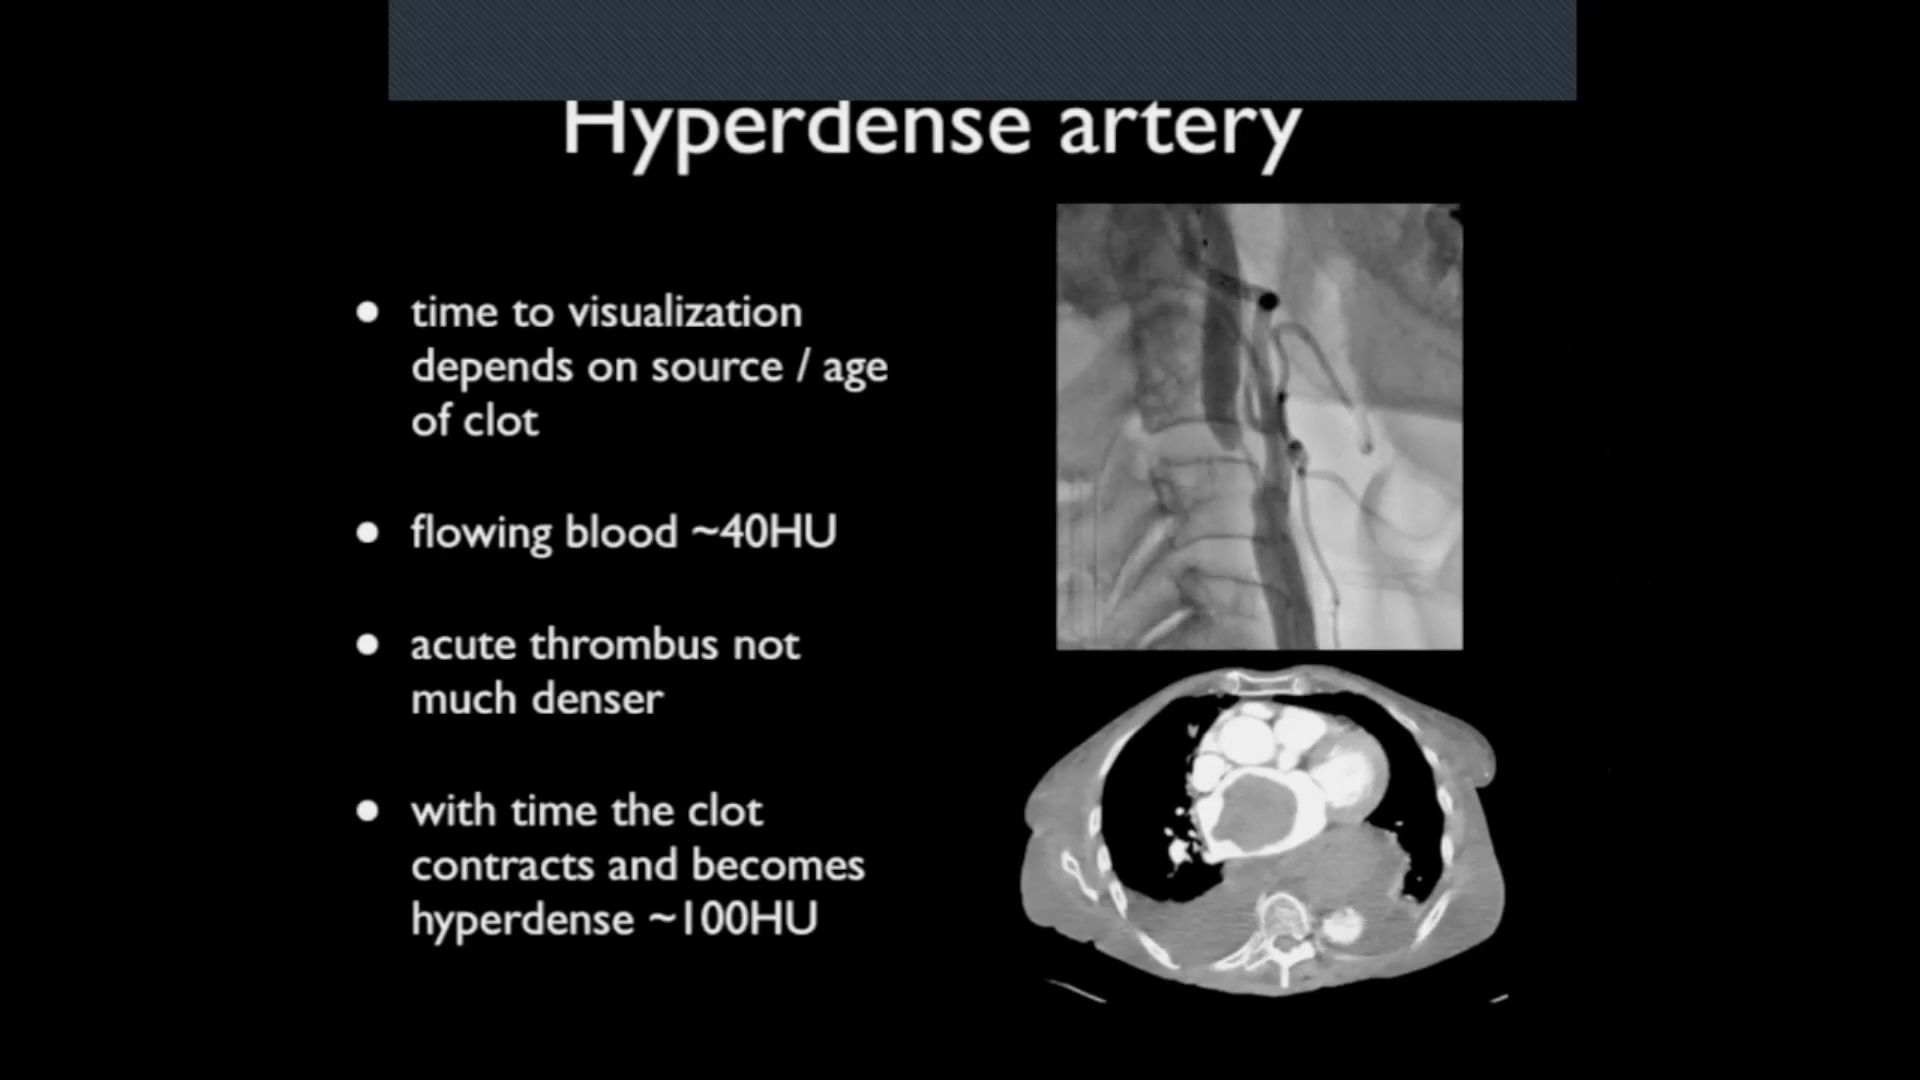 Hyperdense artery
● time to visualization
depends on source / age
of clot
● flowing blood ~40HU
● acute thrombus not
much denser
● with time the clot
contracts and becomes
hyperdense ~100HU